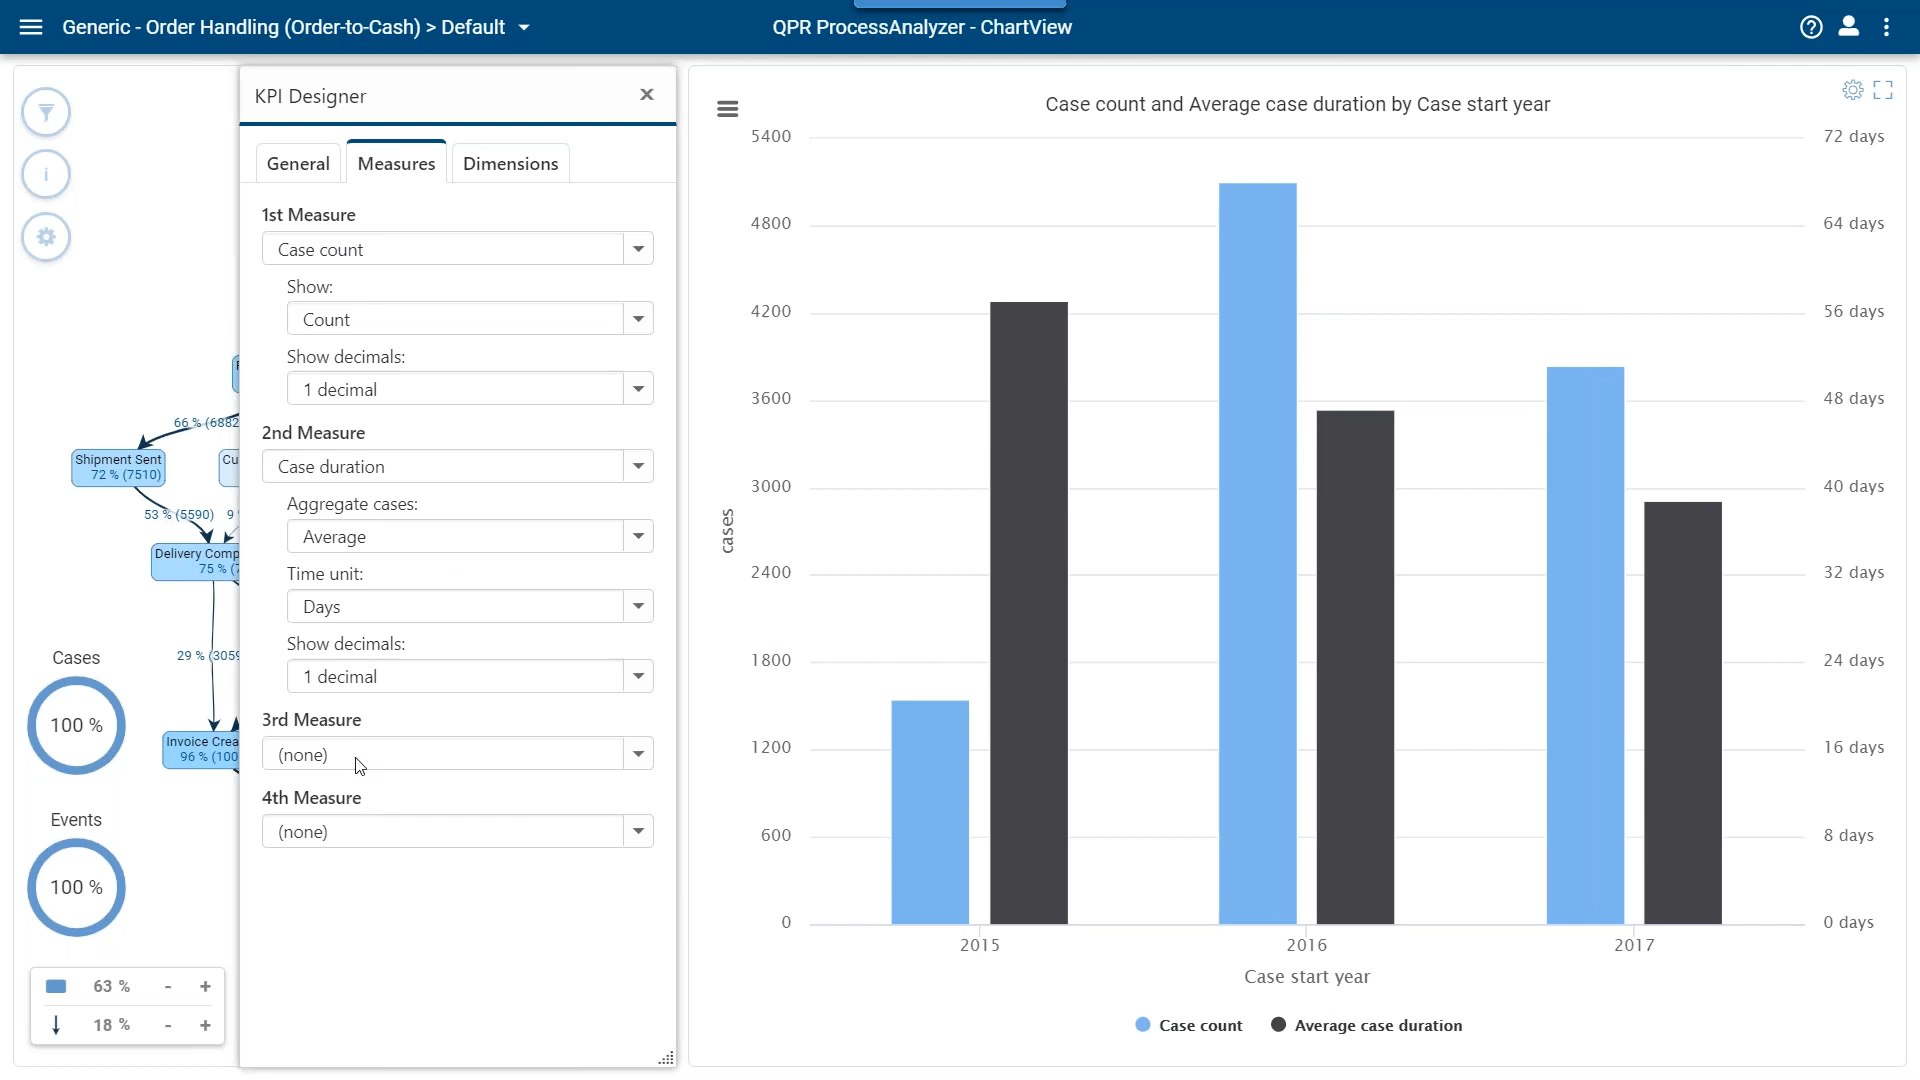 Generic - Order Handling (Order-to-Cash) > Default
QPR ProcessAnalyzer - ChartView
KPI Designer
General
Measures
Dimensions
1st Measure
Case count
Show:
Count
Show decimals:
1 decimal
2nd Measure
Case duration
Aggregate cases:
Average
Time unit:
Days
Show decimals:
1 decimal
3rd Measure
(none)
4th Measure
(none)
66 % (6882
Shipment Sent
72 % (7510)
Cu
53 % (5590)
9
Delivery Comp
75 % (7
29 % (3059
Invoice Crea
96 % (100
Cases
100 %
Events
100 %
63 % - +
18 % - +
Case count and Average case duration by Case start year
5400
4800
4200
3600
3000
2400
1800
1200
600
0
cases
72 days
64 days
56 days
48 days
40 days
32 days
24 days
16 days
8 days
0 days
2015
2016
2017
Case start year
Case count
Average case duration